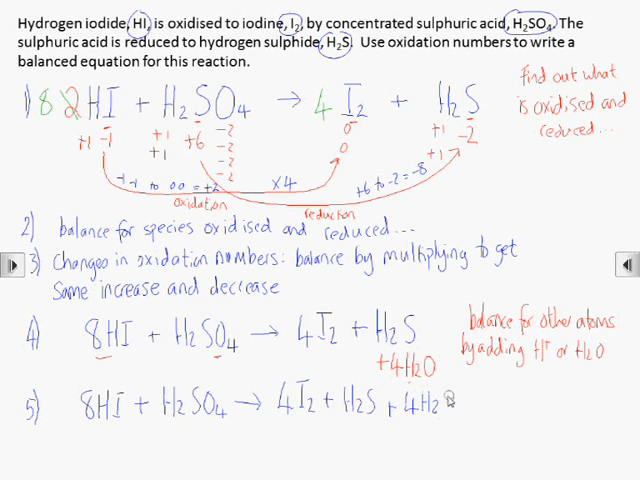 Hydrogen iodide, HI, is oxidised to iodine, I₂, by concentrated sulphuric acid, H₂SO₄. The
sulphuric acid is reduced to hydrogen sulphide, H₂S. Use oxidation numbers to write a
balanced equation for this reaction.
Find out what
is oxidised and
reduced...
1) 8 2HI + H₂SO₄ → 4 I₂ + H₂S
+1 -1 +1 +6 -2 0 +1 -2
+1 -2 0 +1
-2
-2
-1 -1 to 0 0 = +2 ×4 +6 to -2 = -8
oxidation reduction
2) balance for species oxidised and reduced...
3) Changes in oxidation numbers: balance by multiplying to get
same increase and decrease
4) 8HI + H₂SO₄ → 4I₂ + H₂S
+4H₂O
balance for other atoms
by adding H⁺ or H₂O
5) 8HI + H₂SO₄ → 4I₂ + H₂S + 4H₂